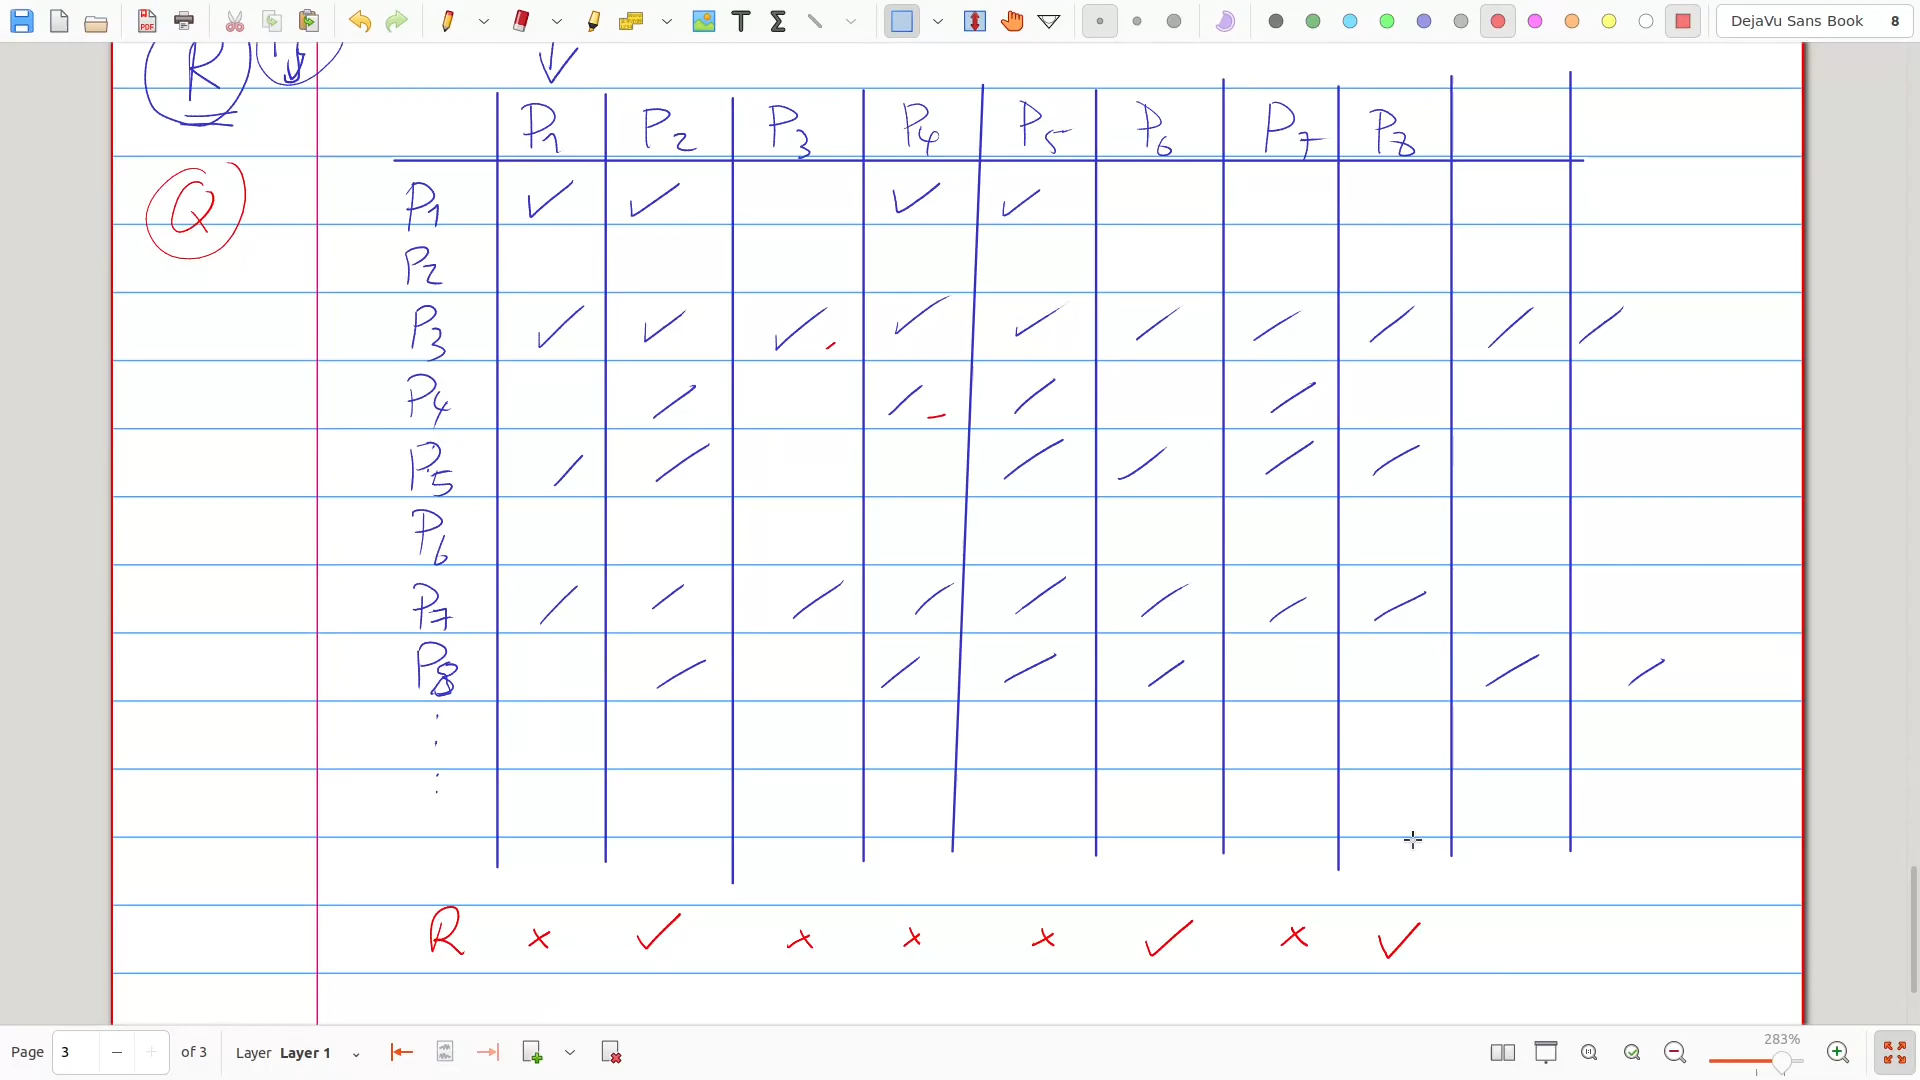 DejaVu Sans Book 8
R
P1 P2 P3 P4 P5 P6 P7 P8
Q
P1 ✓ ✓ ✓ ✓
P2
P3 ✓ ✓ ✓ ✓ ✓ / / / / /
P4 / / / /
P5 / / / / / /
P6
P7 / / / / / / / /
P8 / / / / / /
R × ✓ × × × ✓ × ✓
Page 3 of 3 Layer Layer 1 283%